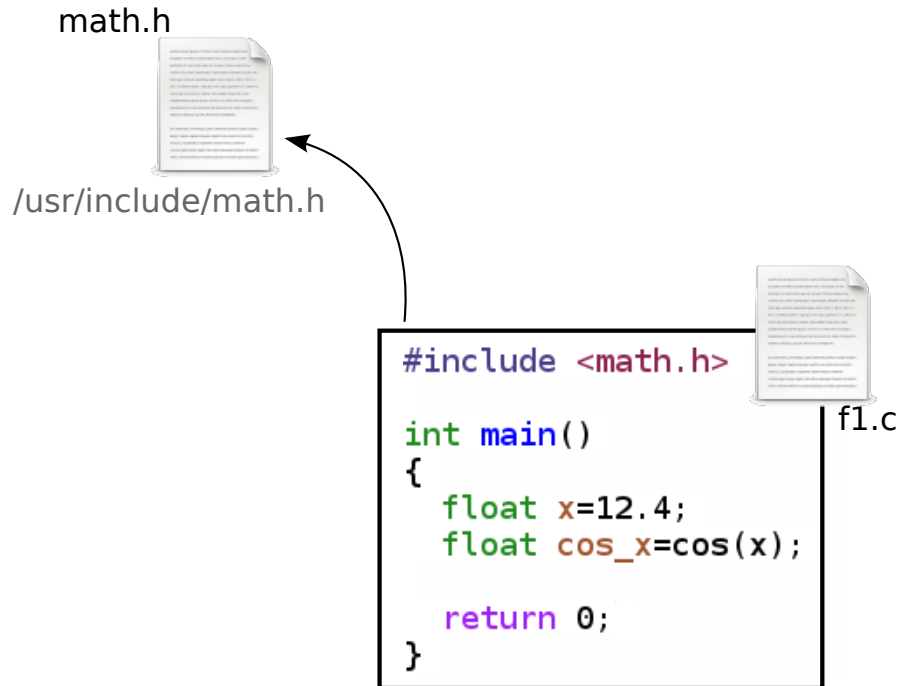 math.h
/usr/include/math.h
#include <math.h>
f1.c
int main()
{
float x=12.4;
float cos_x=cos(x);
return 0;
}